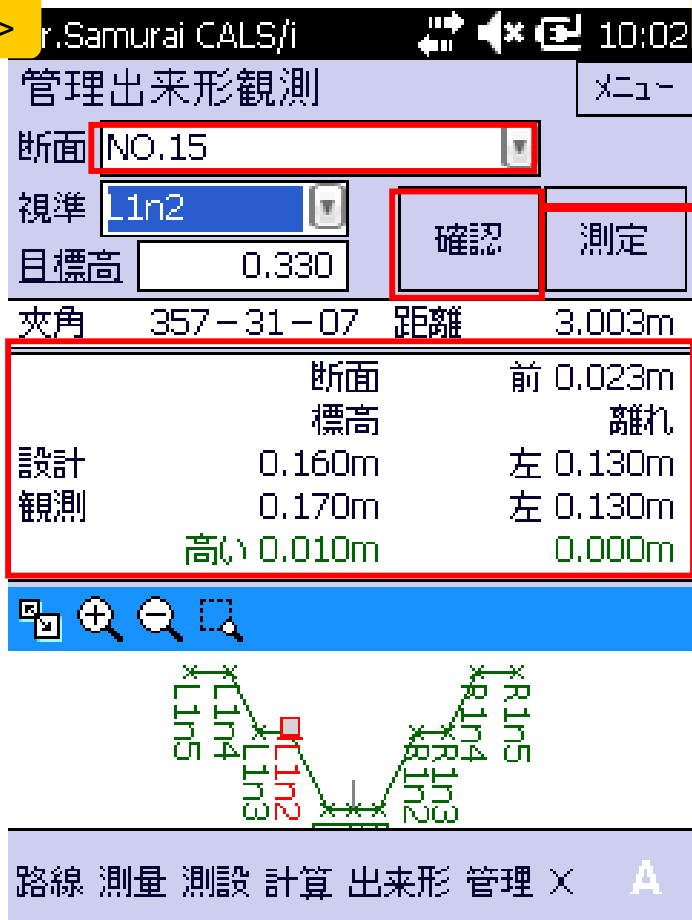 >
r.Samurai CALS/i 10:02
管理出来形観測 メニュー
断面 NO.15
視準 L1n2
確認 測定
目標高 0.330
夾角 357-31-07 距離 3.003m
断面 前 0.023m
標高 離れ
設計 0.160m 左 0.130m
観測 0.170m 左 0.130m
高い 0.010m 0.000m
L1n5 L1n4 L1n3 L1n2 R1n2 R1n3 R1n4 R1n5
路線 測量 測設 計算 出来形 管理 × A